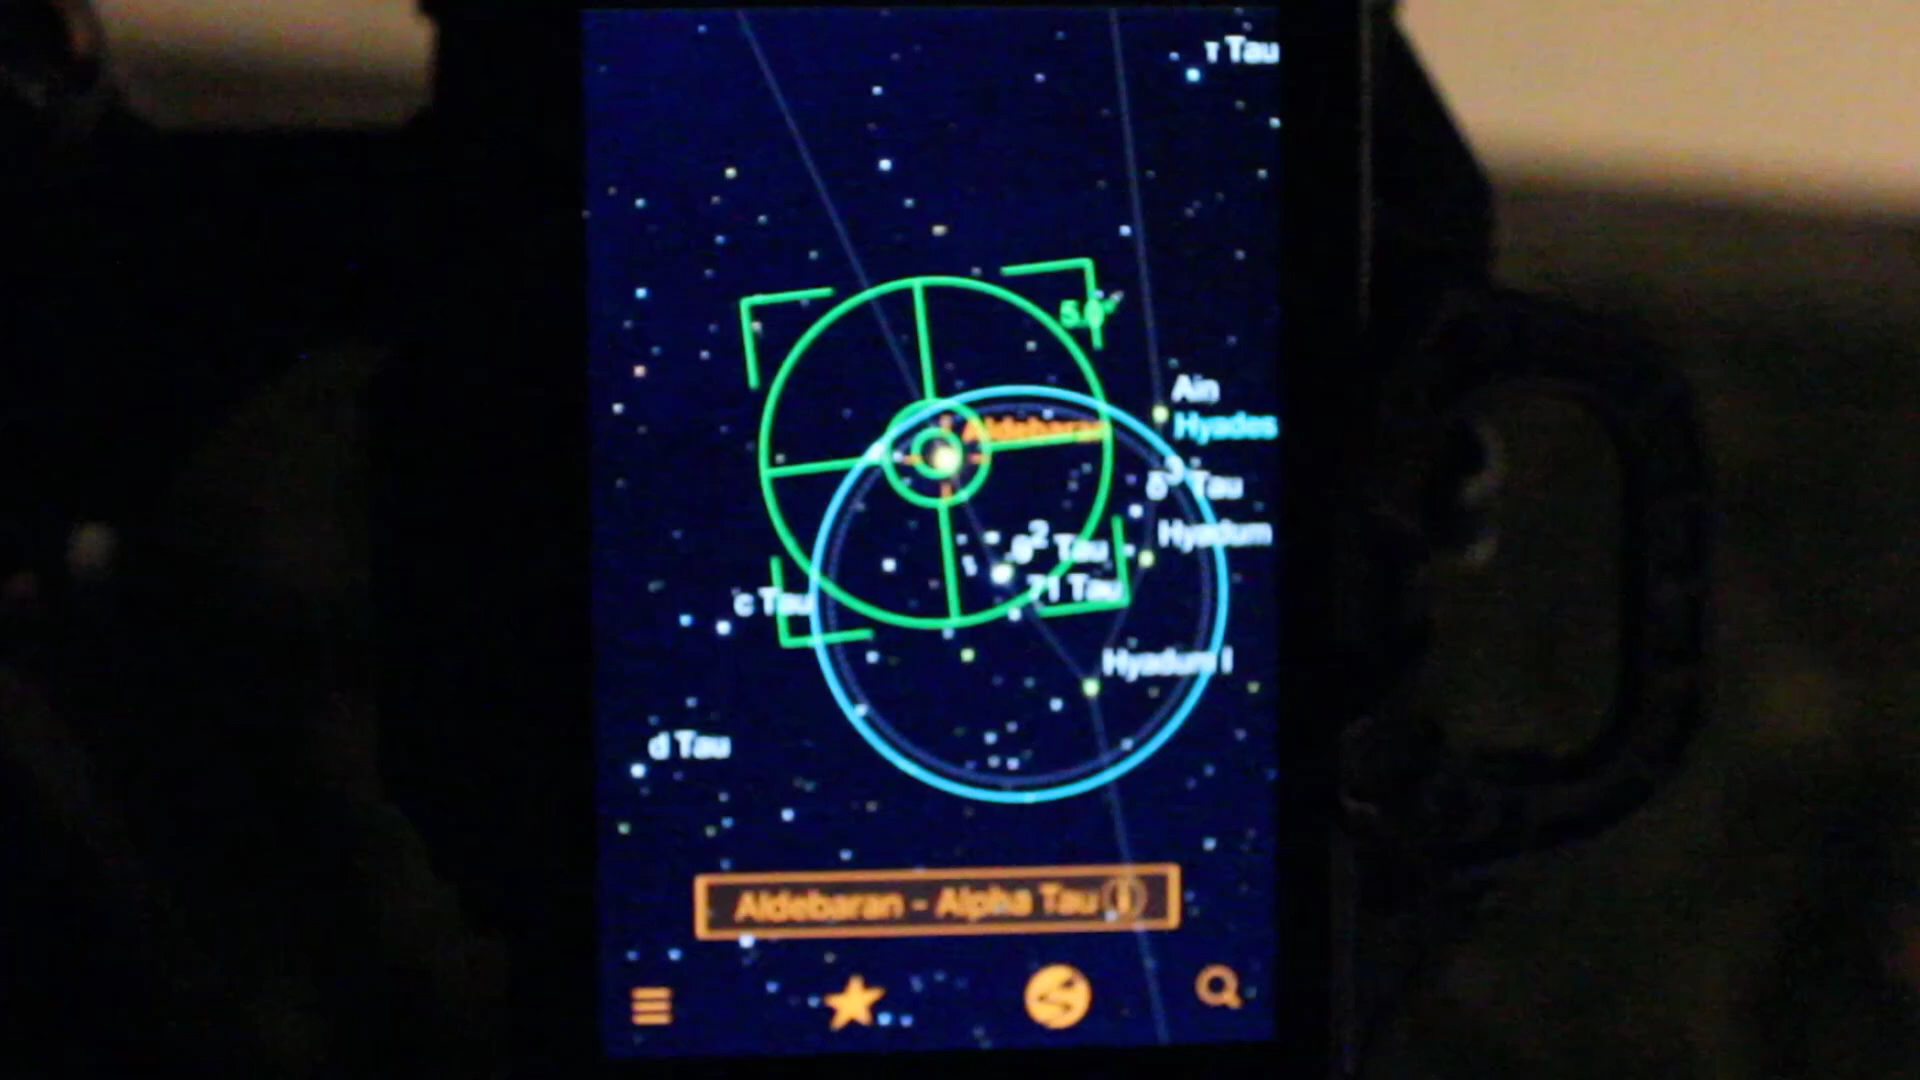 τ Tau
5.0°
Ain
Hyades
Aldebaran
δ³ Tau
Hyadum
θ² Tau
71 Tau
c Tau
Hyadum I
d Tau
Aldebaran - Alpha Tau i